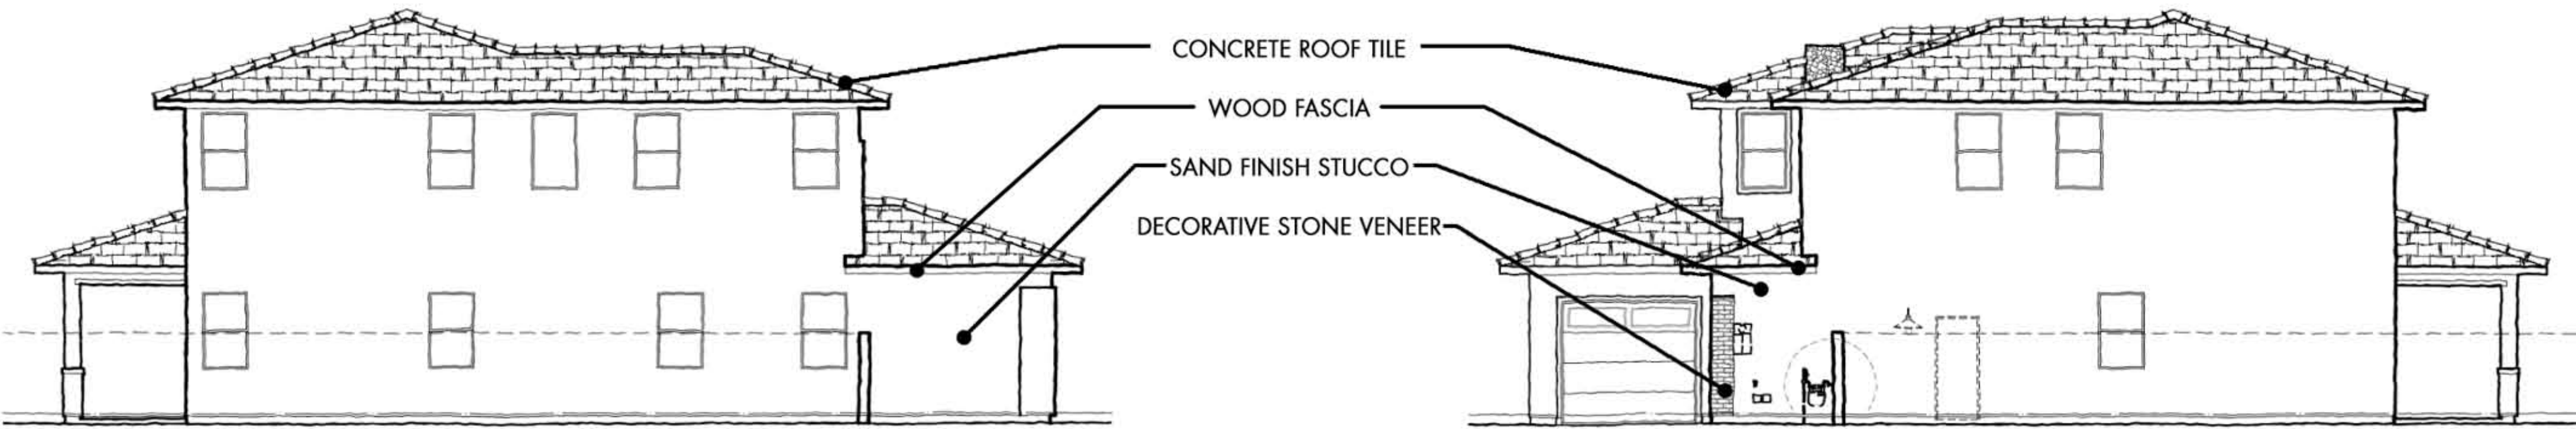 CONCRETE ROOF TILE
WOOD FASCIA
SAND FINISH STUCCO
DECORATIVE STONE VENEER